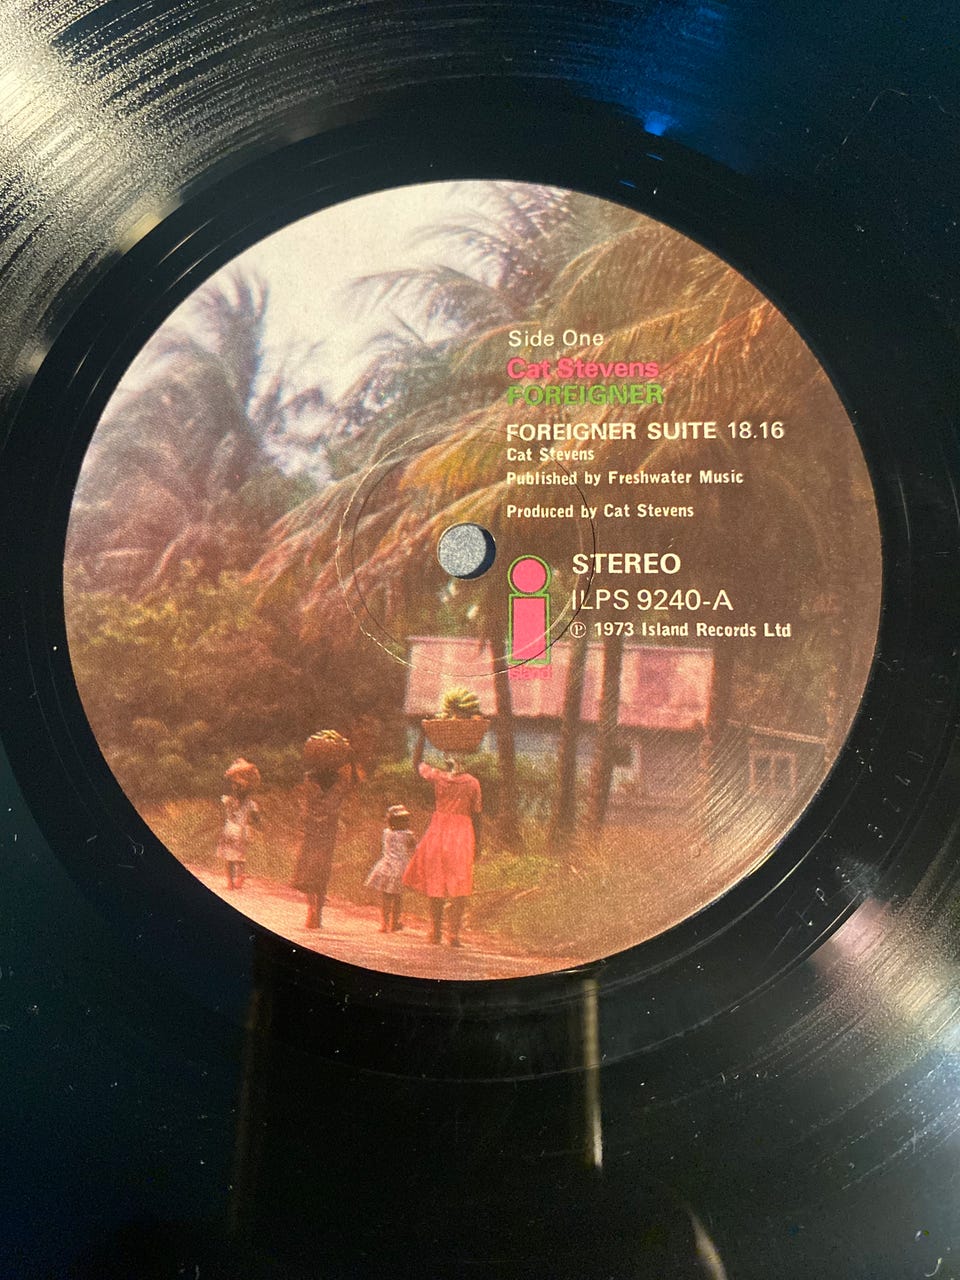 Side One
Cat Stevens
FOREIGNER
FOREIGNER SUITE 18.16
Cat Stevens
Published by Freshwater Music
Produced by Cat Stevens
STEREO
ILPS 9240-A
℗ 1973 Island Records Ltd
island